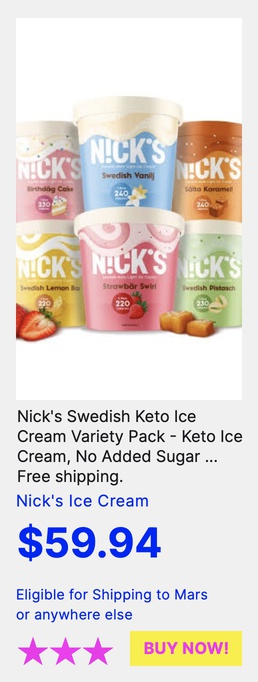 N!CK'S
Swedish Vanilj
240
N!CK'S
Birthdåg Cake
230
N!CK'S
Sålta Karamell
240
N!CK'S
Swedish Lemon
220
N!CK'S
Strawbär Swirl
220
N!CK'S
Swedish Pistasch
230
Nick's Swedish Keto Ice
Cream Variety Pack - Keto Ice
Cream, No Added Sugar ...
Free shipping.
Nick's Ice Cream
$59.94
Eligible for Shipping to Mars
or anywhere else
BUY NOW!